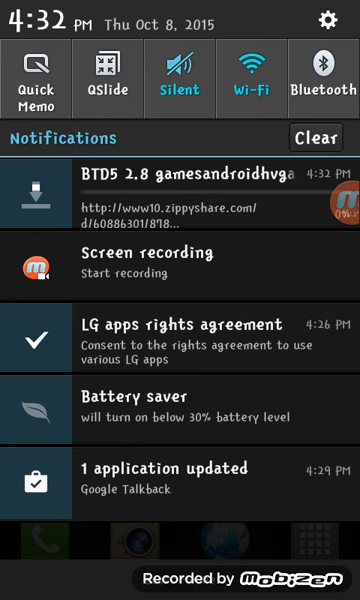 4:32 PM Thu Oct 8, 2015
Quick Memo
QSlide
Silent
Wi-Fi
Bluetooth
Notifications
Clear
BTD5 2.8 gamesandroidhvga 4:32 PM
http://www10.zippyshare.com/
d/60886301/878...
Screen recording
Start recording
LG apps rights agreement 4:26 PM
Consent to the rights agreement to use
various LG apps
Battery saver
will turn on below 30% battery level
1 application updated 4:29 PM
Google Talkback
Recorded by Mobizen